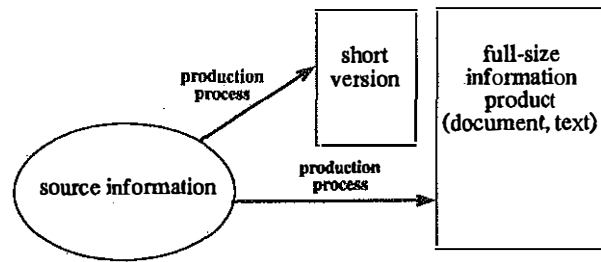 short
version
full-size
information
product
(document, text)
production
process
source information
production
process